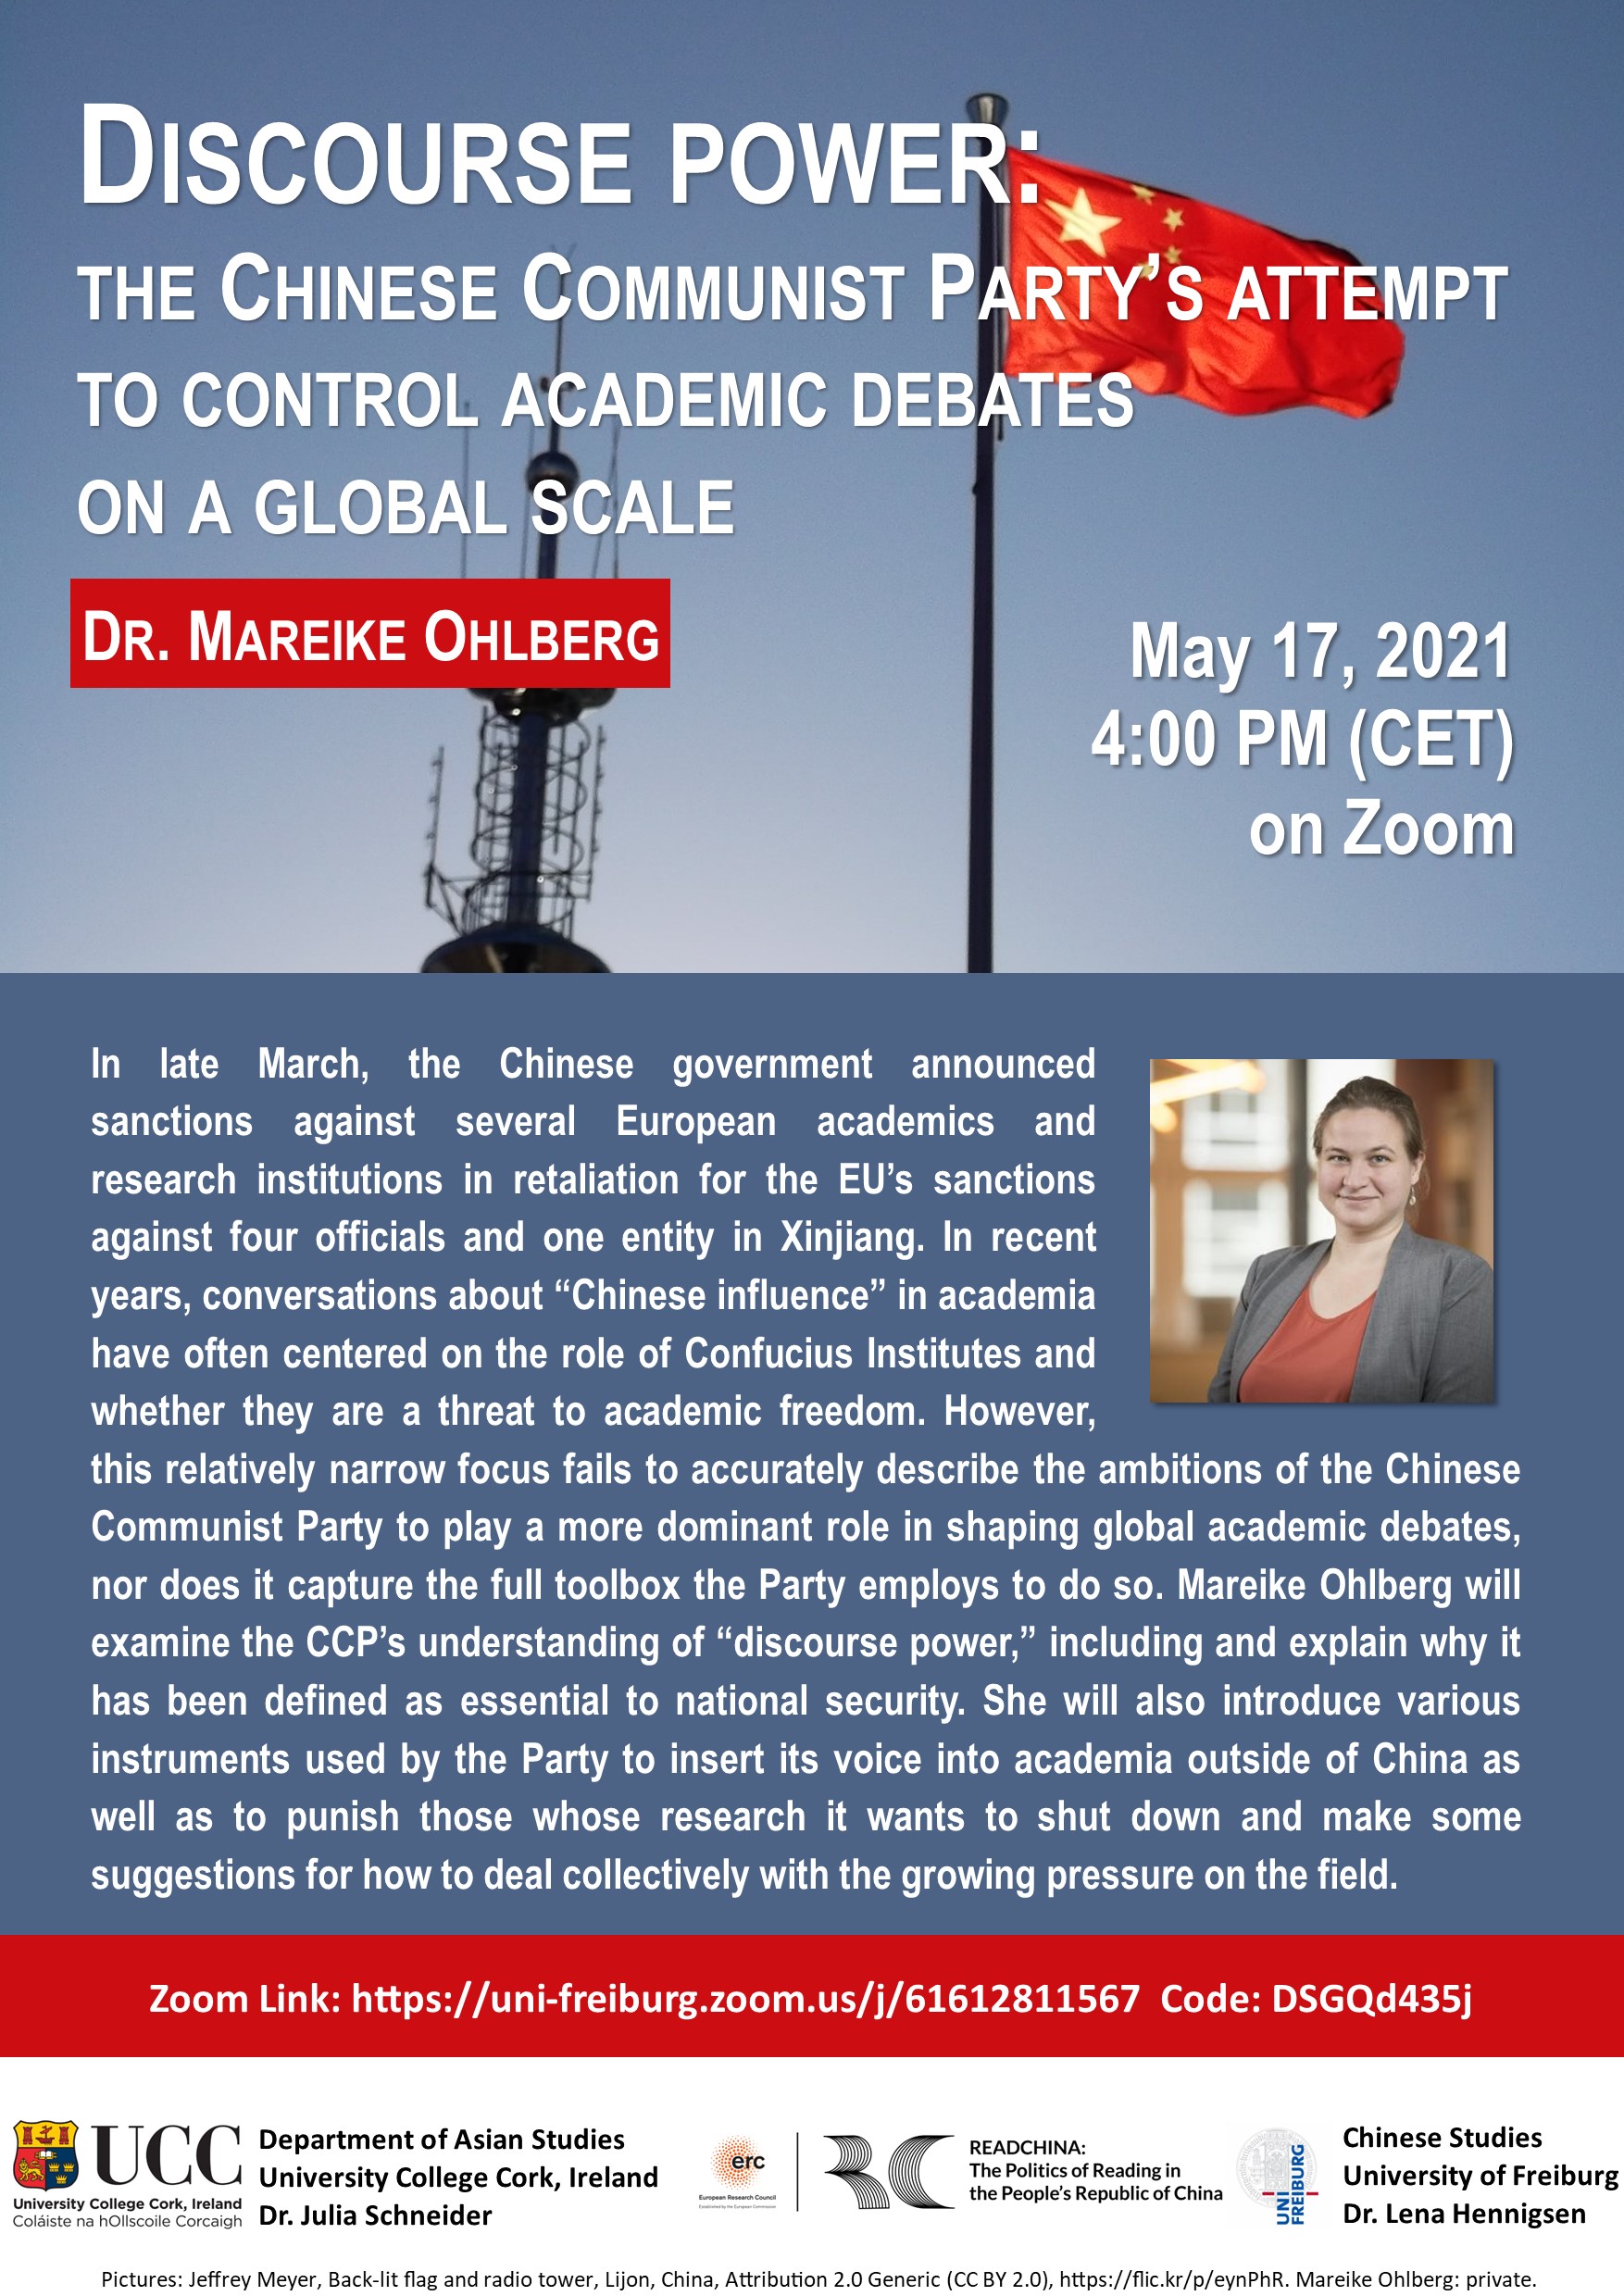 Discourse power:
the Chinese Communist Party’s attempt
to control academic debates
on a global scale
Dr. Mareike Ohlberg
May 17, 2021
4:00 PM (CET)
on Zoom
In late March, the Chinese government announced
sanctions against several European academics and
research institutions in retaliation for the EU’s sanctions
against four officials and one entity in Xinjiang. In recent
years, conversations about “Chinese influence” in academia
have often centered on the role of Confucius Institutes and
whether they are a threat to academic freedom. However,
this relatively narrow focus fails to accurately describe the ambitions of the Chinese
Communist Party to play a more dominant role in shaping global academic debates,
nor does it capture the full toolbox the Party employs to do so. Mareike Ohlberg will
examine the CCP’s understanding of “discourse power,” including and explain why it
has been defined as essential to national security. She will also introduce various
instruments used by the Party to insert its voice into academia outside of China as
well as to punish those whose research it wants to shut down and make some
suggestions for how to deal collectively with the growing pressure on the field.
Zoom Link: https://uni-freiburg.zoom.us/j/61612811567 Code: DSGQd435j
UCC
University College Cork, Ireland
Coláiste na hOllscoile Corcaigh
Department of Asian Studies
University College Cork, Ireland
Dr. Julia Schneider
erc
European Research Council
Established by the European Commission
RC
READCHINA:
The Politics of Reading in
the People’s Republic of China
UNI
FREIBURG
Chinese Studies
University of Freiburg
Dr. Lena Hennigsen
Pictures: Jeffrey Meyer, Back-lit flag and radio tower, Lijon, China, Attribution 2.0 Generic (CC BY 2.0), https://flic.kr/p/eynPhR. Mareike Ohlberg: private.